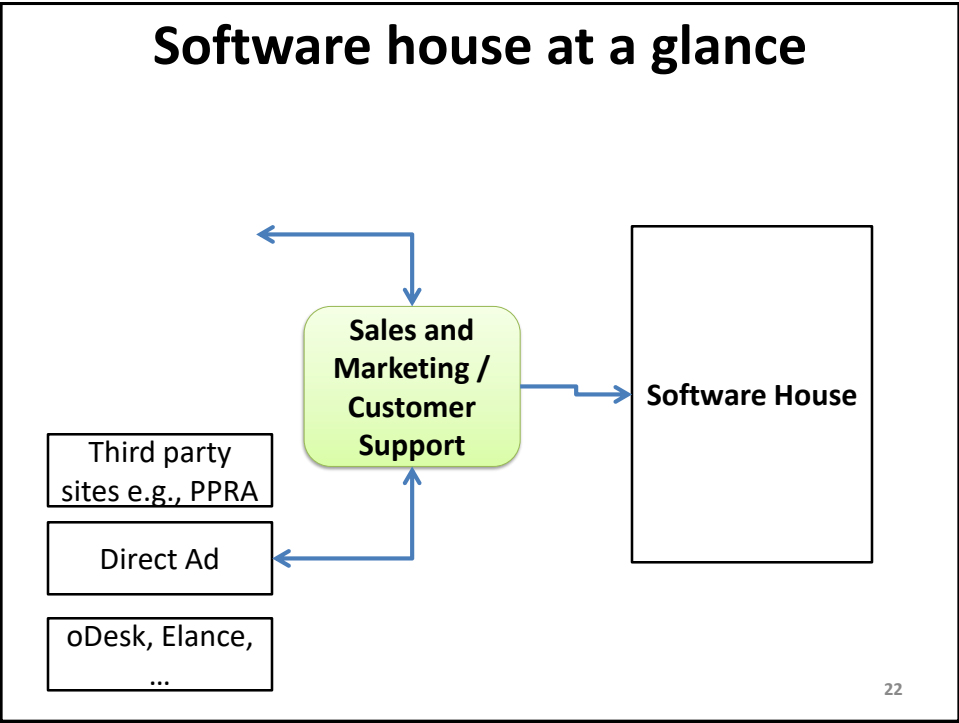 Software house at a glance
Sales and
Marketing /
Customer
Support
Software House
Third party
sites e.g., PPRA
Direct Ad
oDesk, Elance,
...
22